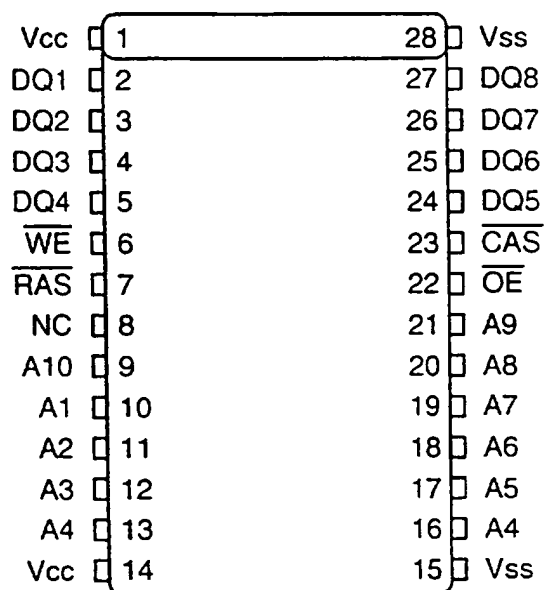 Vcc 1 28 Vss
DQ1 2 27 DQ8
DQ2 3 26 DQ7
DQ3 4 25 DQ6
DQ4 5 24 DQ5
WE 6 23 CAS
RAS 7 22 OE
NC 8 21 A9
A10 9 20 A8
A1 10 19 A7
A2 11 18 A6
A3 12 17 A5
A4 13 16 A4
Vcc 14 15 Vss